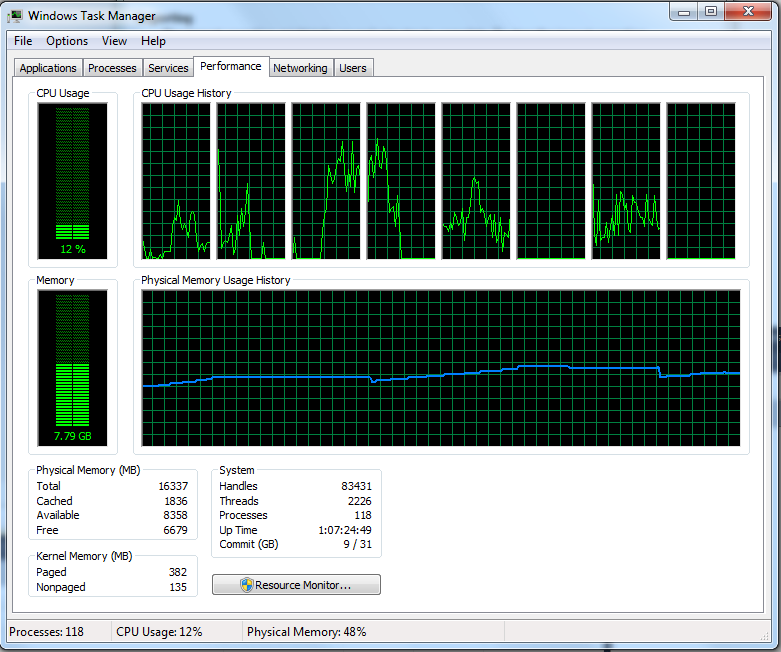 Windows Task Manager
File Options View Help
Applications Processes Services Performance Networking Users
CPU Usage
CPU Usage History
12 %
Memory
Physical Memory Usage History
7.79 GB
Physical Memory (MB)
Total 16337
Cached 1836
Available 8358
Free 6679
Kernel Memory (MB)
Paged 382
Nonpaged 135
System
Handles 83431
Threads 2226
Processes 118
Up Time 1:07:24:49
Commit (GB) 9 / 31
Resource Monitor...
Processes: 118 CPU Usage: 12% Physical Memory: 48%